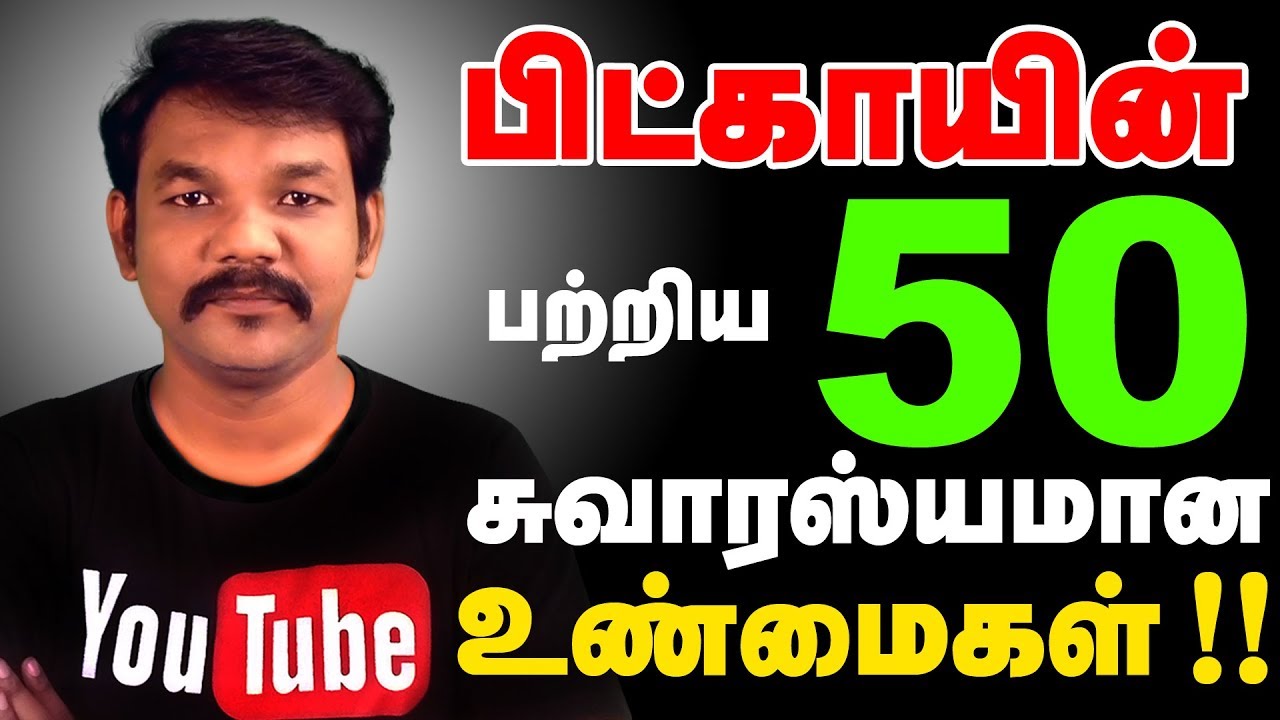 பிட்காயின்
பற்றிய 50
சுவாரஸ்யமான
உண்மைகள் !!
YouTube